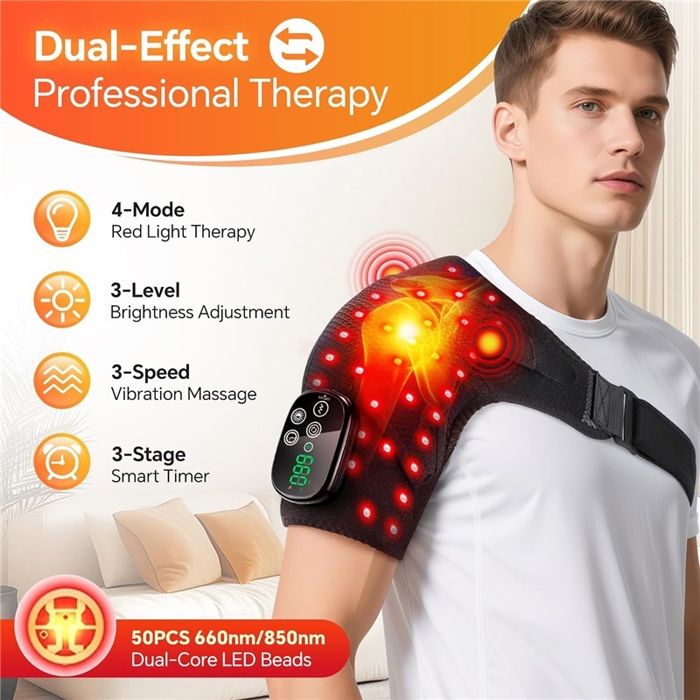 Dual-Effect
Professional Therapy
4-Mode
Red Light Therapy
3-Level
Brightness Adjustment
3-Speed
Vibration Massage
3-Stage
Smart Timer
50PCS 660nm/850nm
Dual-Core LED Beads